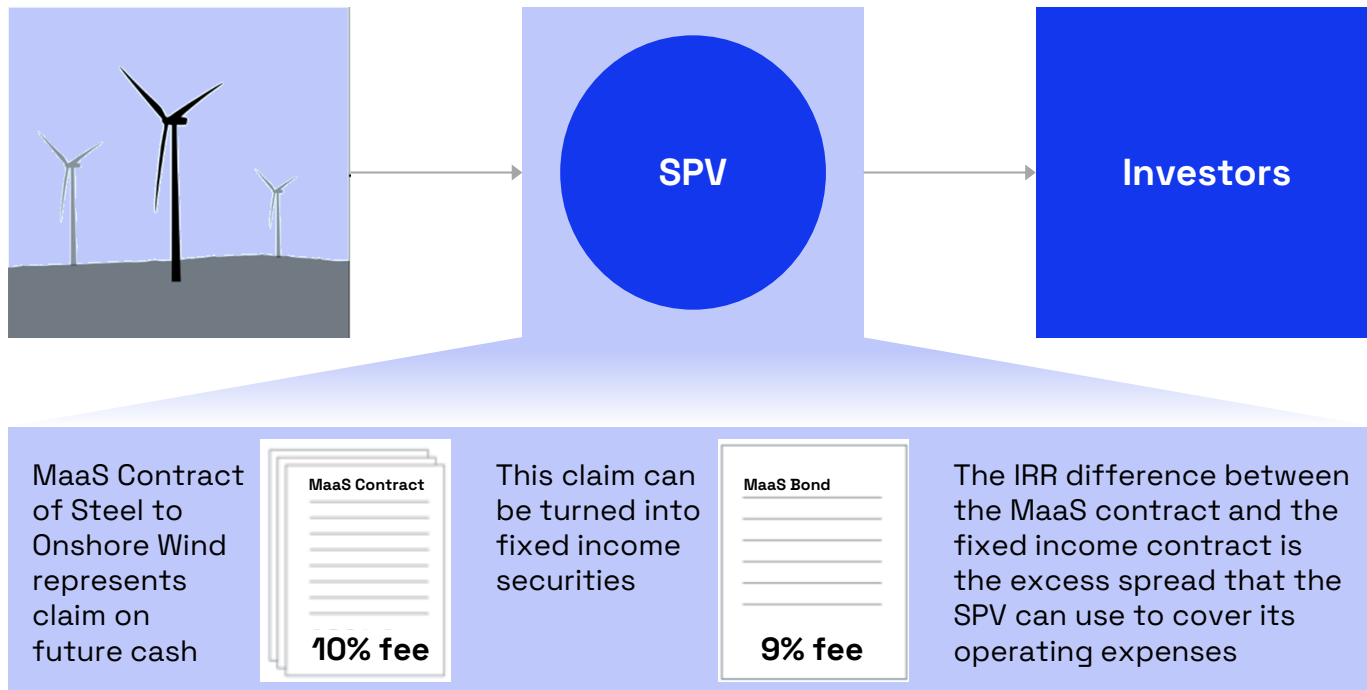 SPV
Investors
MaaS Contract
of Steel to
Onshore Wind
represents
claim on
future cash
MaaS Contract
10% fee
This claim can
be turned into
fixed income
securities
MaaS Bond
9% fee
The IRR difference between
the MaaS contract and the
fixed income contract is
the excess spread that the
SPV can use to cover its
operating expenses